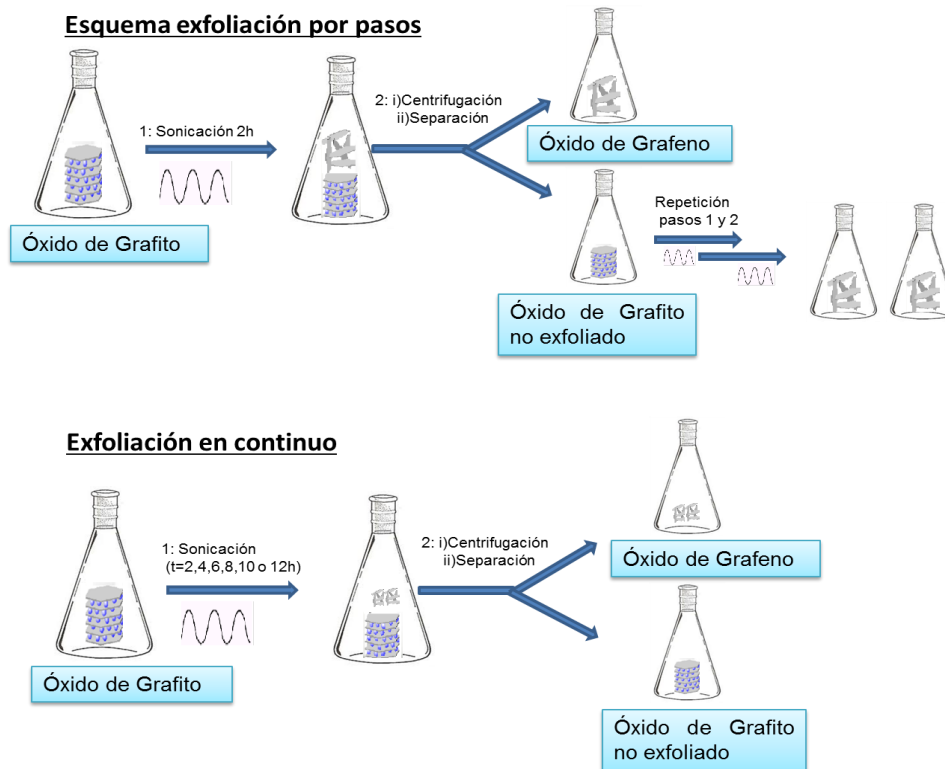 Esquema exfoliación por pasos
1: Sonicación 2h
Óxido de Grafito
2: i)Centrifugación
ii)Separación
Óxido de Grafeno
Óxido de Grafito
no exfoliado
Repetición
pasos 1 y 2
Exfoliación en continuo
1: Sonicación
(t=2,4,6,8,10 o 12h)
Óxido de Grafito
2: i)Centrifugación
ii)Separación
Óxido de Grafeno
Óxido de Grafito
no exfoliado